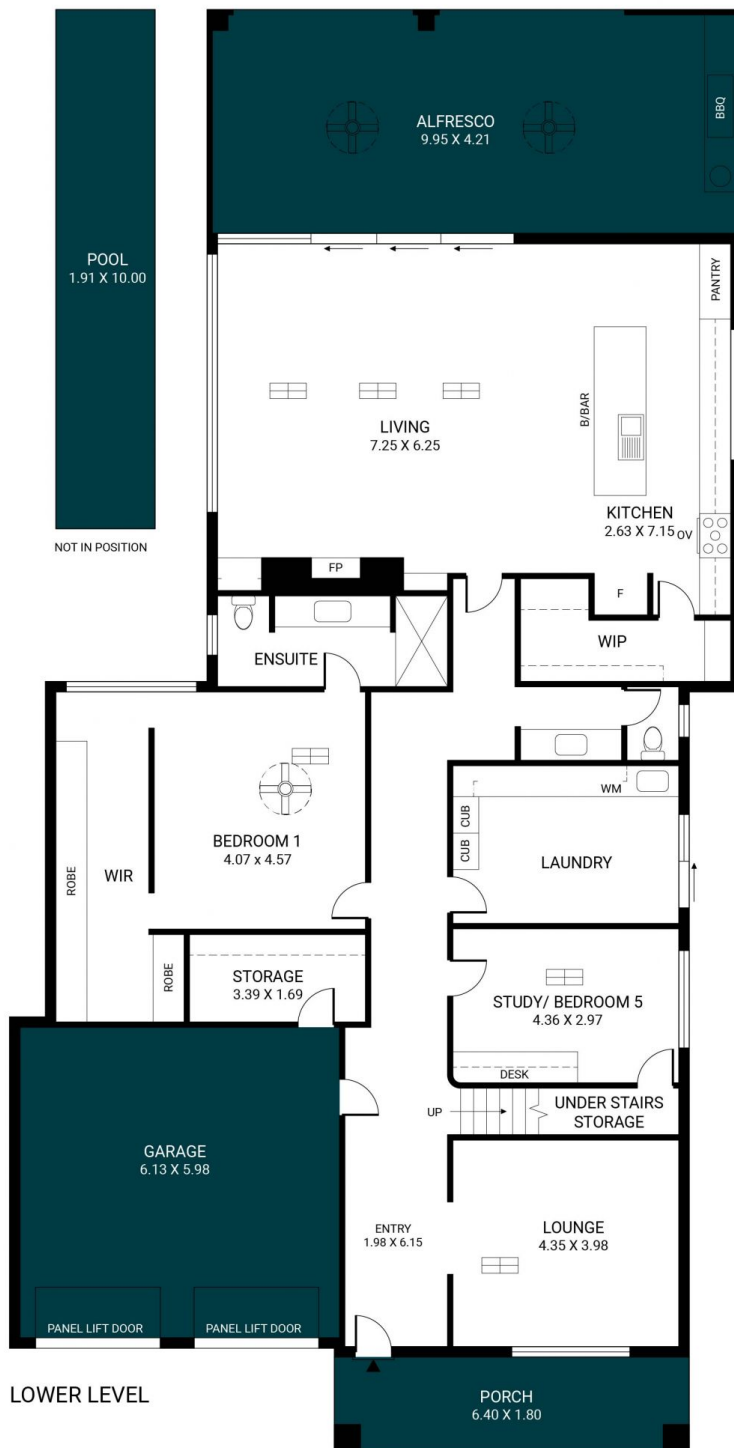 ALFRESCO
9.95 X 4.21
BBQ
POOL
1.91 X 10.00
NOT IN POSITION
PANTRY
B/BAR
LIVING
7.25 X 6.25
KITCHEN
2.63 X 7.15
OV
FP
F
ENSUITE
WIP
WM
CUB
CUB
LAUNDRY
BEDROOM 1
4.07 x 4.57
ROBE
WIR
ROBE
STORAGE
3.39 X 1.69
STUDY/ BEDROOM 5
4.36 X 2.97
DESK
UP
UNDER STAIRS
STORAGE
GARAGE
6.13 X 5.98
ENTRY
1.98 X 6.15
LOUNGE
4.35 X 3.98
PANEL LIFT DOOR
PANEL LIFT DOOR
LOWER LEVEL
PORCH
6.40 X 1.80